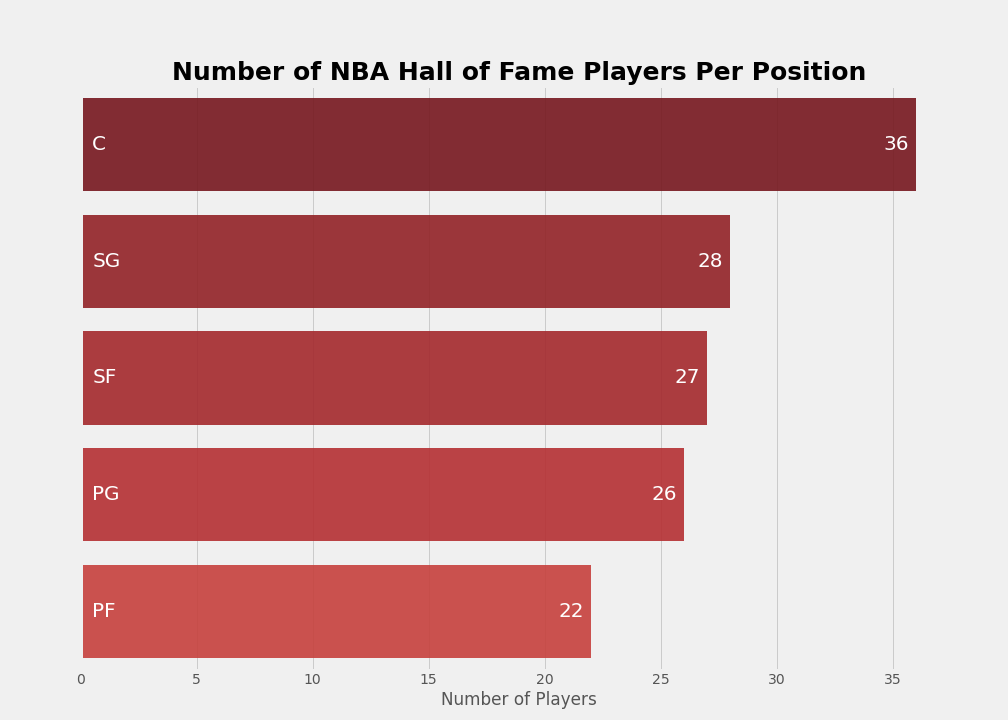 Number of NBA Hall of Fame Players Per Position
C 36
SG 28
SF 27
PG 26
PF 22
0 5 10 15 20 25 30 35
Number of Players